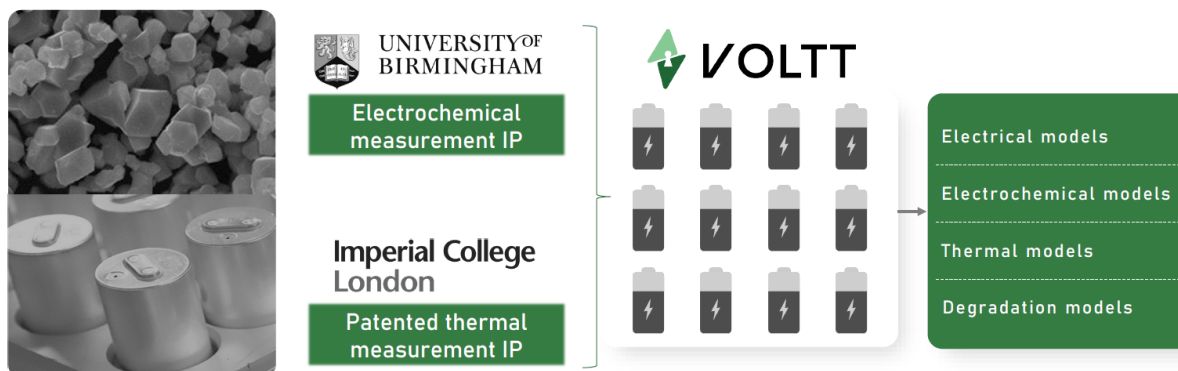 UNIVERSITY OF
BIRMINGHAM
Electrochemical
measurement IP
Imperial College
London
Patented thermal
measurement IP
VOLTT
Electrical models
Electrochemical models
Thermal models
Degradation models